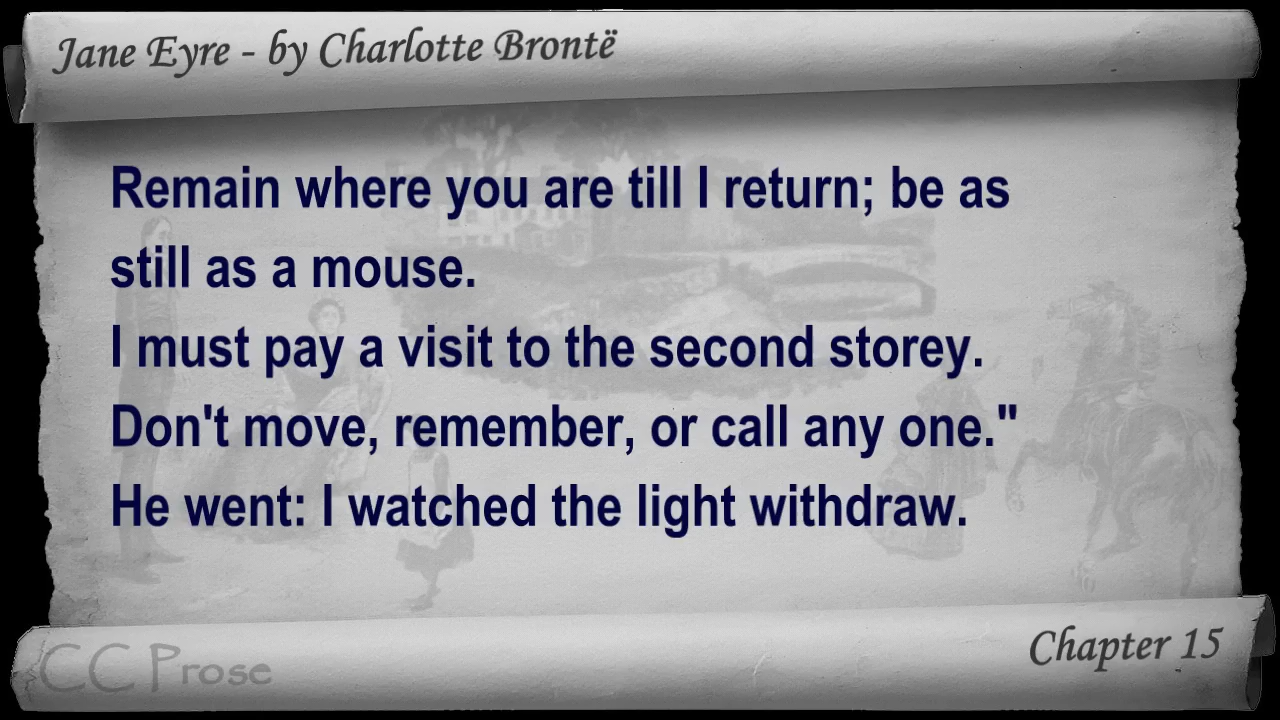 Jane Eyre - by Charlotte Brontë
Remain where you are till I return; be as
still as a mouse.
I must pay a visit to the second storey.
Don't move, remember, or call any one."
He went: I watched the light withdraw.
CC Prose
Chapter 15